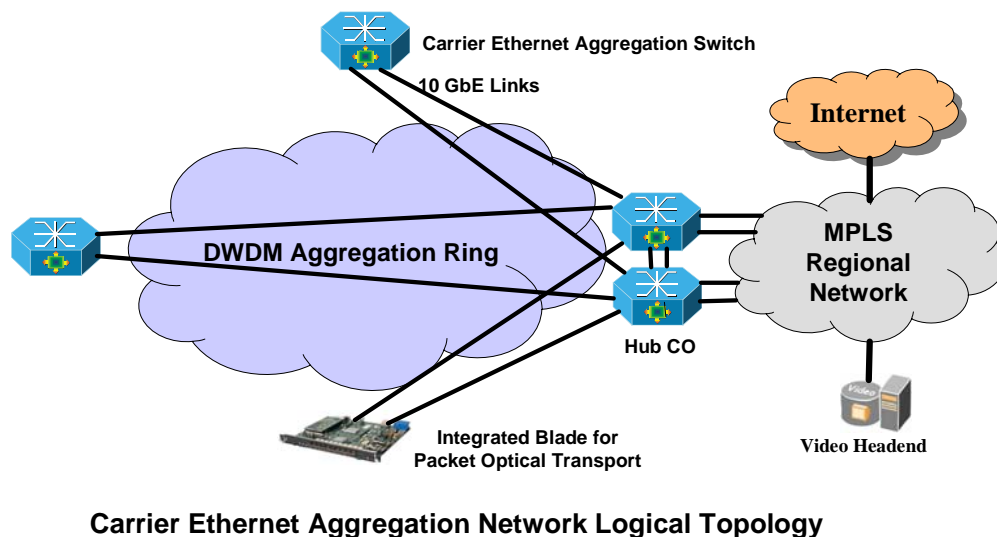 Carrier Ethernet Aggregation Switch
10 GbE Links
Internet
DWDM Aggregation Ring
MPLS
Regional
Network
Hub CO
Video
Integrated Blade for
Packet Optical Transport
Video Headend
Carrier Ethernet Aggregation Network Logical Topology